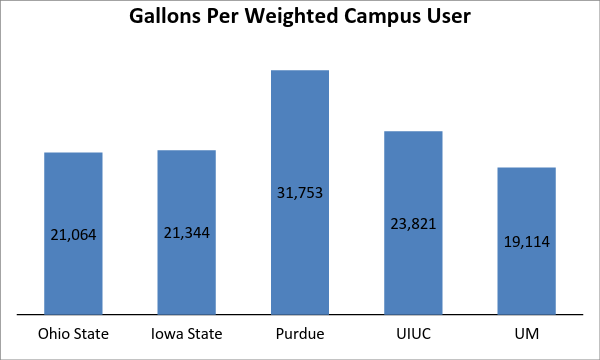 Gallons Per Weighted Campus User
31,753
23,821
21,064
21,344
19,114
Ohio State Iowa State Purdue UIUC UM